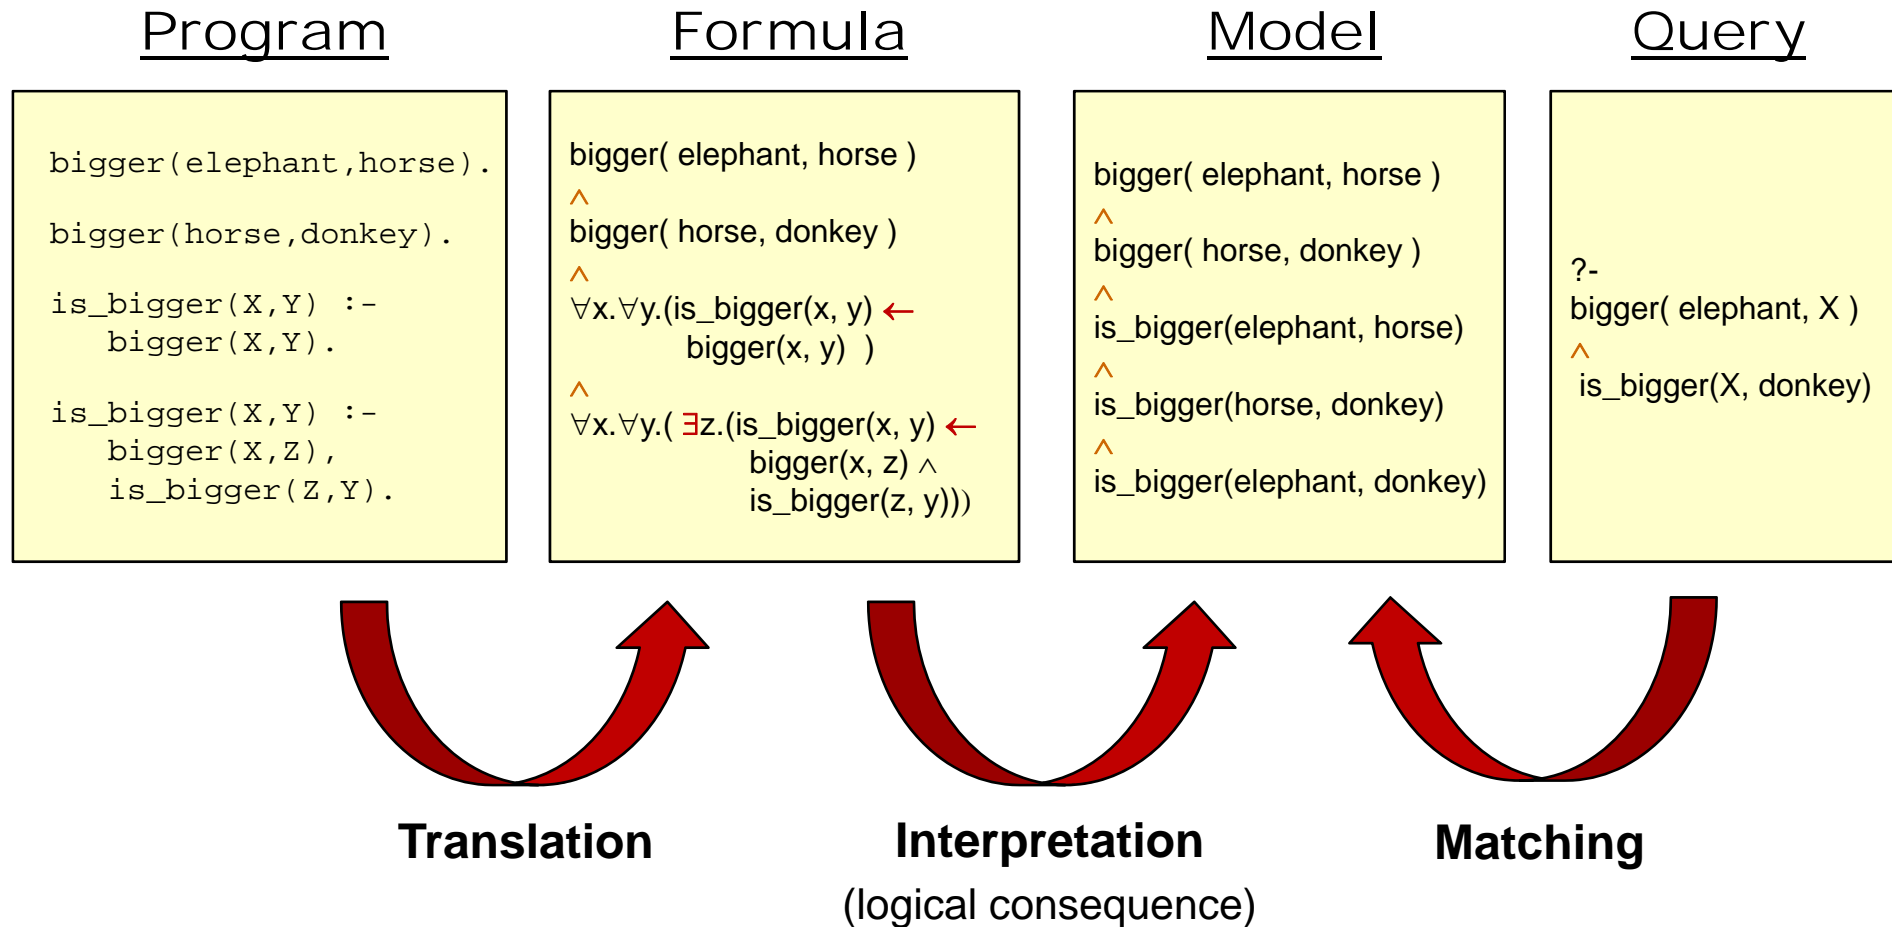 Program
bigger(elephant,horse).
bigger(horse,donkey).
is_bigger(X,Y) :-
bigger(X,Y).
is_bigger(X,Y) :-
bigger(X,Z),
is_bigger(Z,Y).
Formula
bigger( elephant, horse )
∧
bigger( horse, donkey )
∧
∀x.∀y.(is_bigger(x, y) ←
bigger(x, y) )
∧
∀x.∀y.( ∃z.(is_bigger(x, y) ←
bigger(x, z) ∧
is_bigger(z, y)))
Model
bigger( elephant, horse )
∧
bigger( horse, donkey )
∧
is_bigger(elephant, horse)
∧
is_bigger(horse, donkey)
∧
is_bigger(elephant, donkey)
Query
?-
bigger( elephant, X )
∧
is_bigger(X, donkey)
Translation
Interpretation
(logical consequence)
Matching